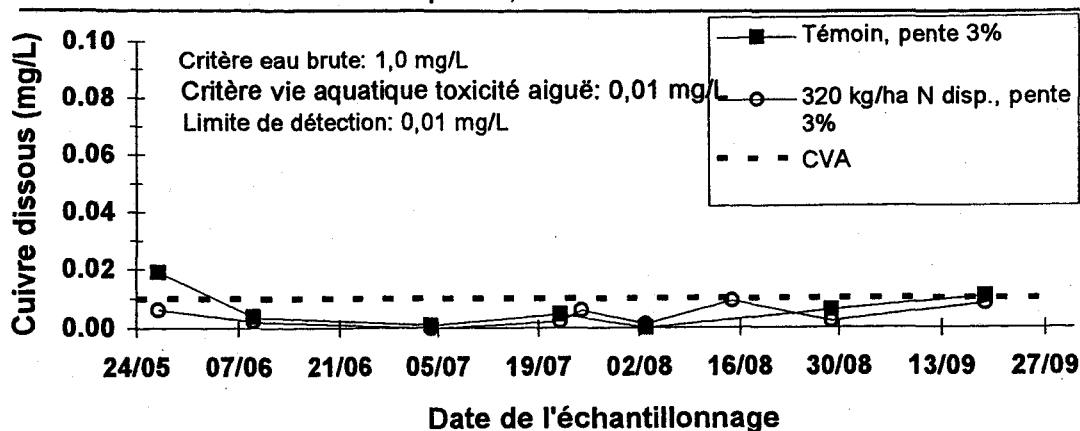 Cuivre dissous (mg/L)
0.10
0.08
0.06
0.04
0.02
0.00
Critère eau brute: 1,0 mg/L
Critère vie aquatique toxicité aiguë: 0,01 mg/L
Limite de détection: 0,01 mg/L
Témoin, pente 3%
320 kg/ha N disp., pente
3%
CVA
24/05 07/06 21/06 05/07 19/07 02/08 16/08 30/08 13/09 27/09
Date de l'échantillonnage